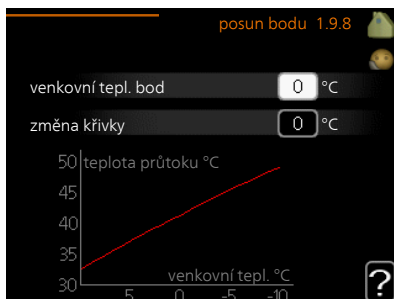 posun bodu 1.9.8
venkovní tepl. bod 0 °C
změna křivky 0 °C
50 teplota průtoku °C
45
40
35
30
venkovní tepl. °C
5 0 -5 -10
?